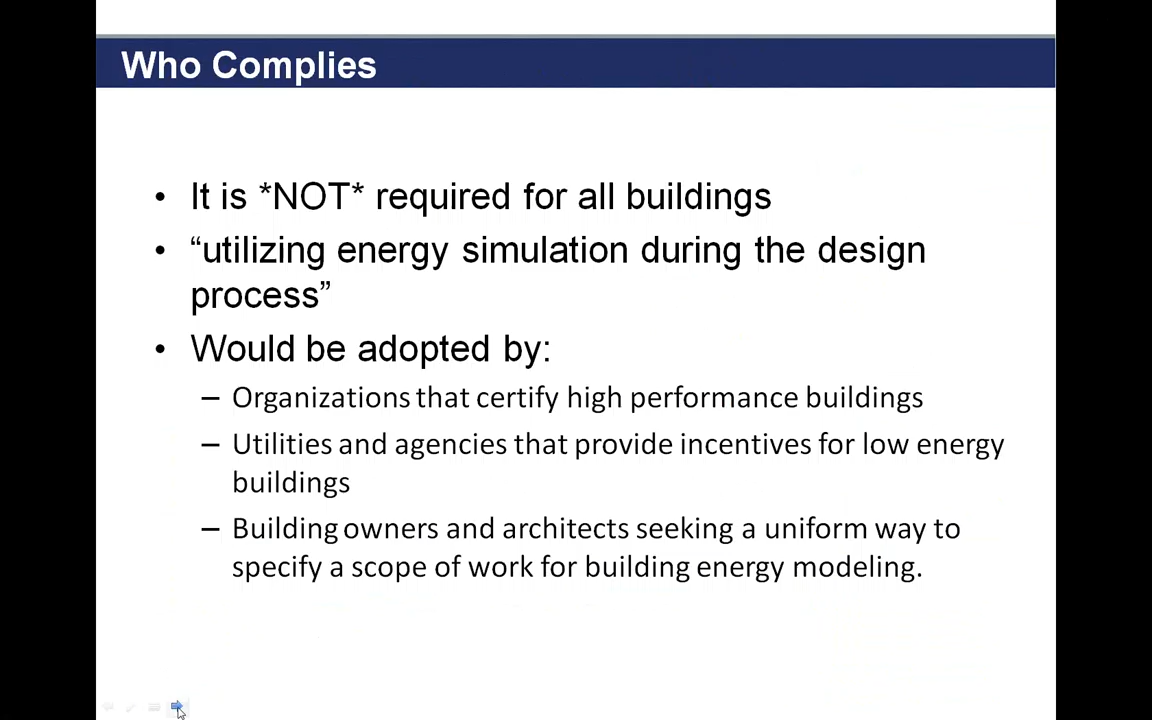 Who Complies
• It is *NOT* required for all buildings
• “utilizing energy simulation during the design
process”
• Would be adopted by:
– Organizations that certify high performance buildings
– Utilities and agencies that provide incentives for low energy
buildings
– Building owners and architects seeking a uniform way to
specify a scope of work for building energy modeling.